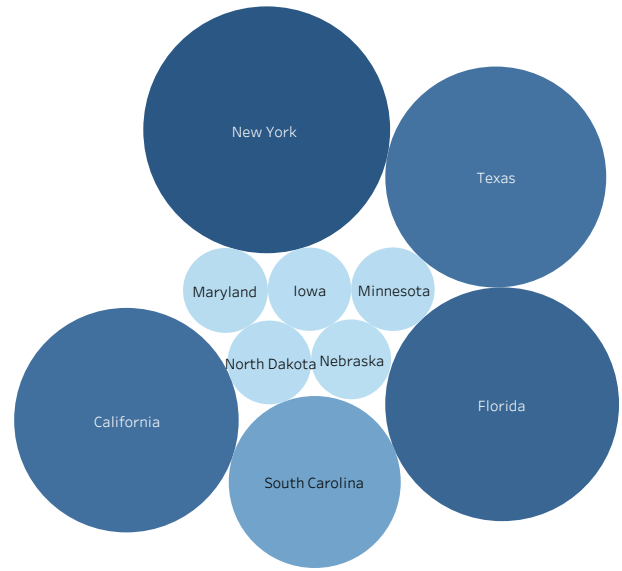 New York
Texas
Maryland
Iowa
Minnesota
North Dakota
Nebraska
California
Florida
South Carolina